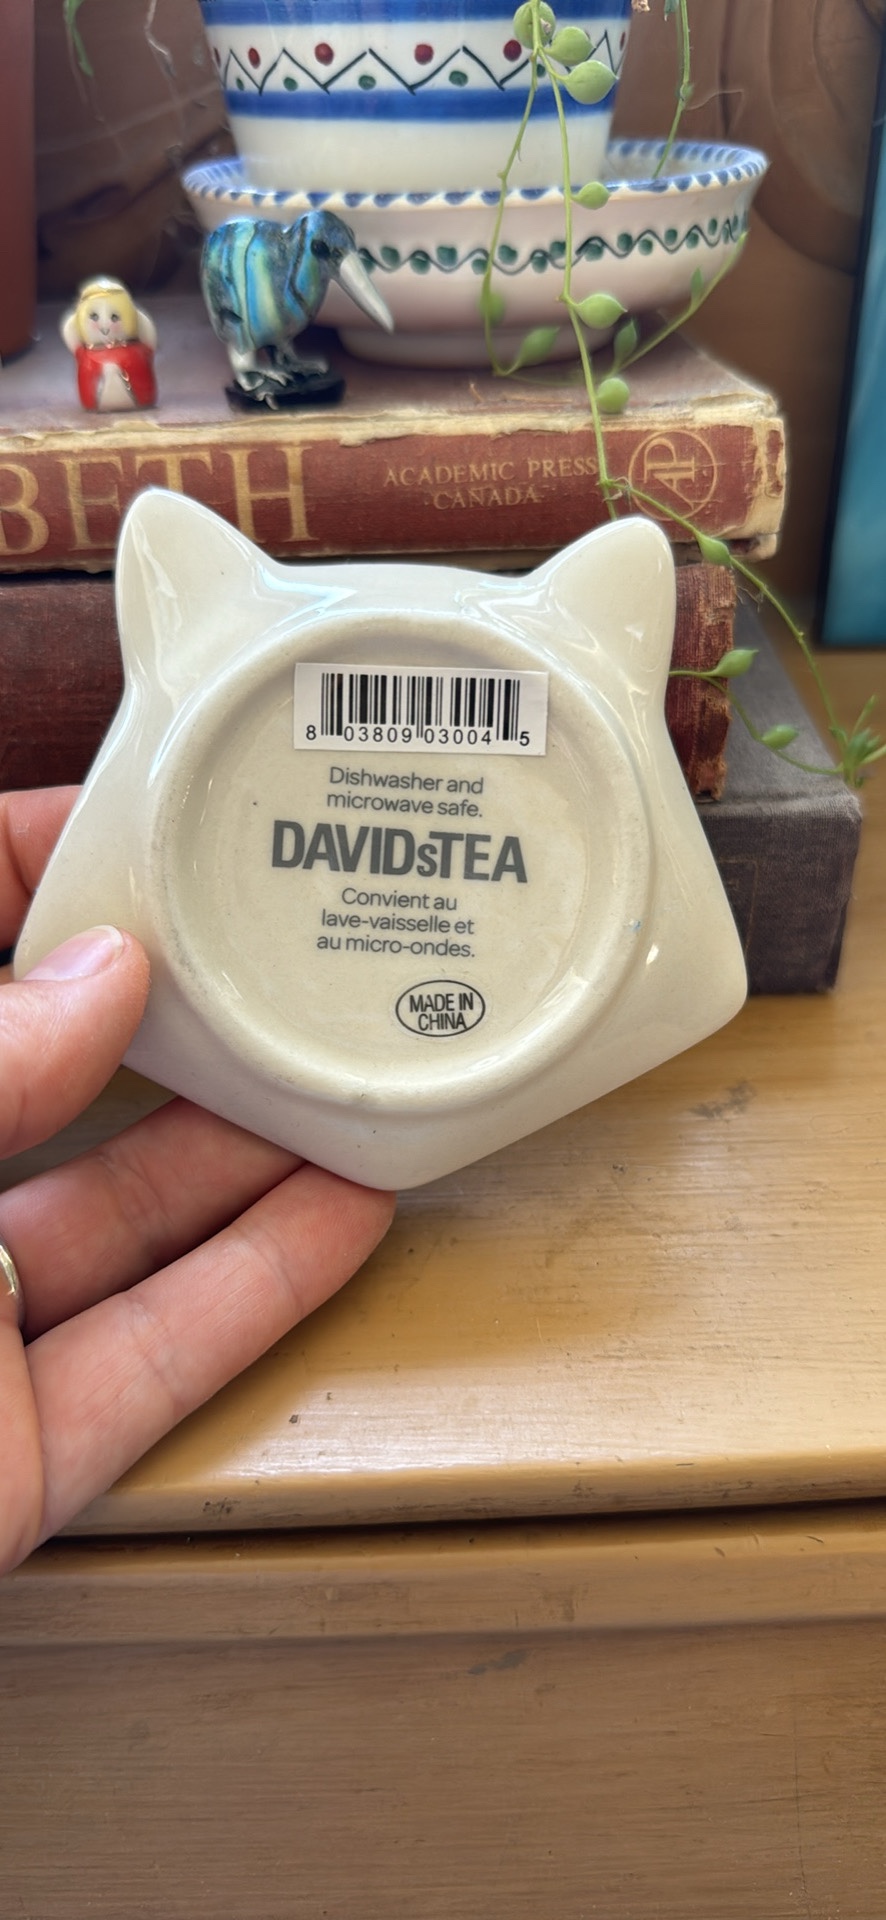 BETH
ACADEMIC PRESS
CANADA
AP
8 03809 03004 5
Dishwasher and
microwave safe.
DAVIDsTEA
Convient au
lave-vaisselle et
au micro-ondes.
MADE IN
CHINA